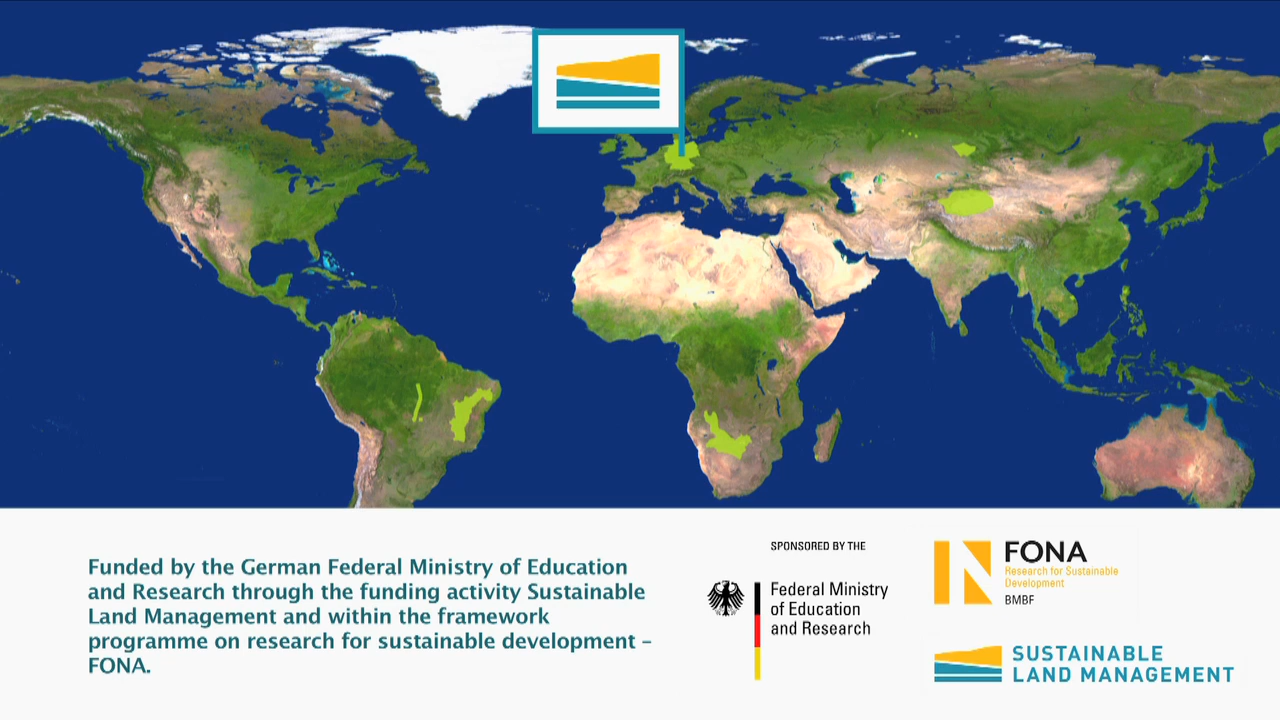 Funded by the German Federal Ministry of Education
and Research through the funding activity Sustainable
Land Management and within the framework
programme on research for sustainable development –
FONA.
SPONSORED BY THE
Federal Ministry
of Education
and Research
FONA
Research for Sustainable
Development
BMBF
SUSTAINABLE
LAND MANAGEMENT